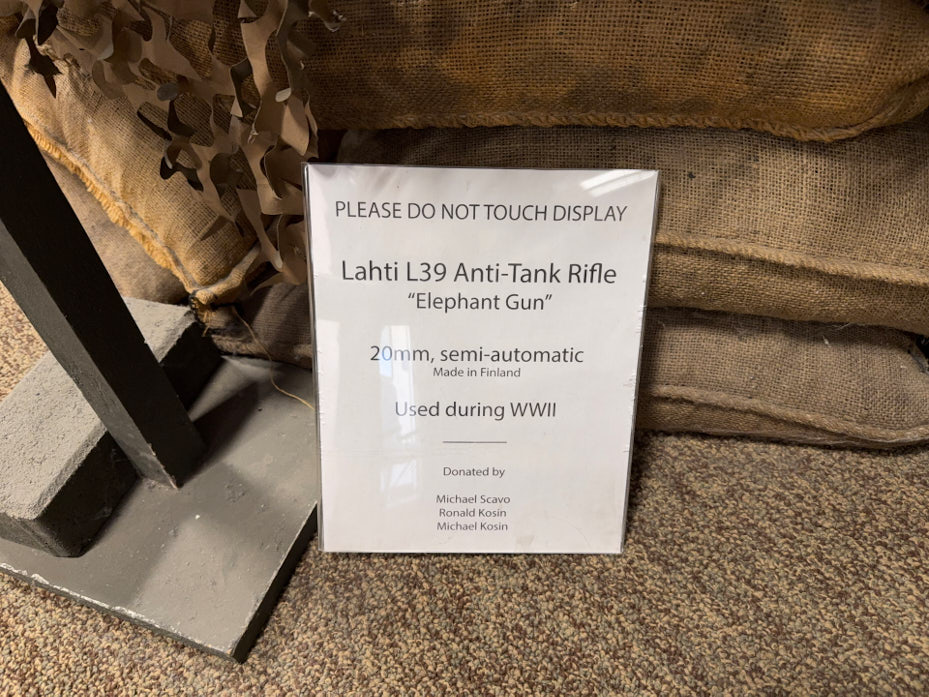 PLEASE DO NOT TOUCH DISPLAY
Lahti L39 Anti-Tank Rifle
“Elephant Gun”
20mm, semi-automatic
Made in Finland
Used during WWII
Donated by
Michael Scavo
Ronald Kosin
Michael Kosin